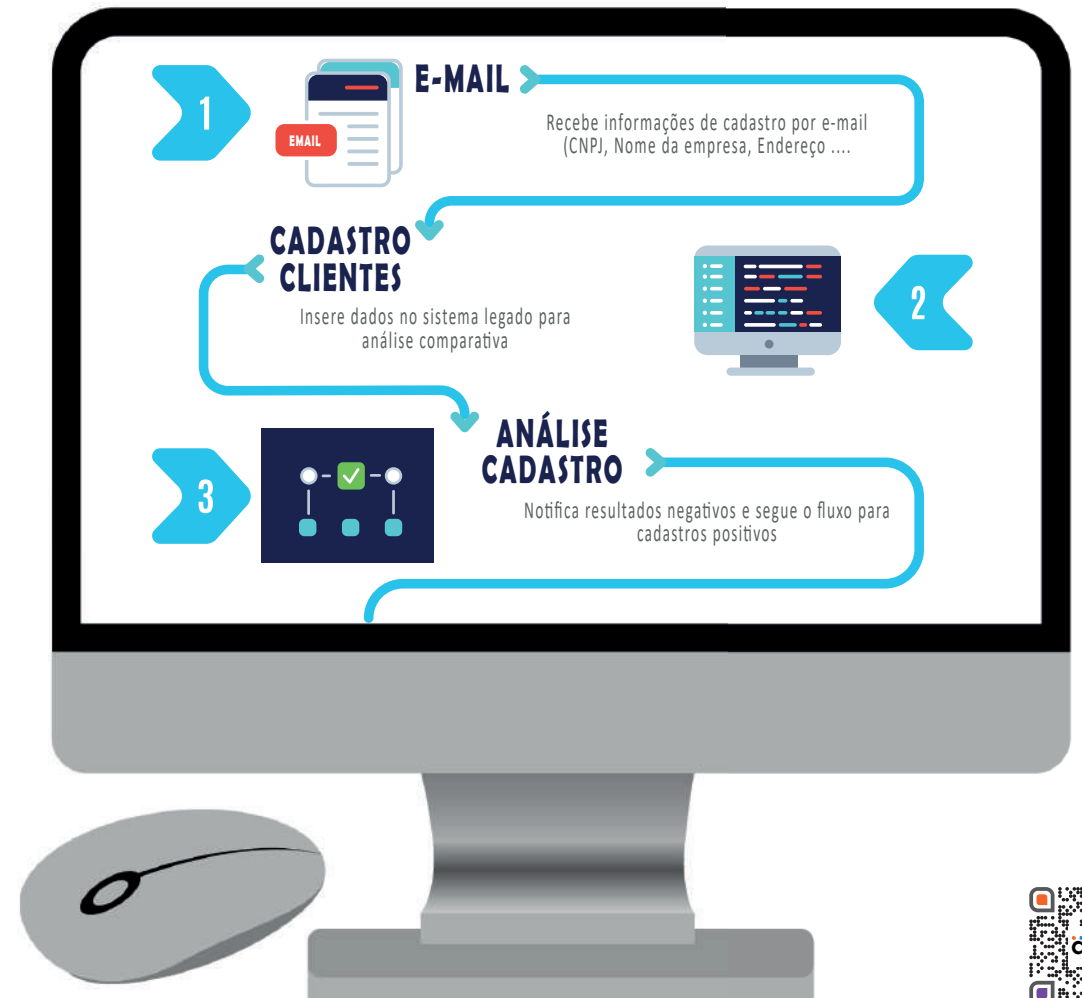 1
EMAIL
E-MAIL
Recebe informações de cadastro por e-mail
(CNPJ, Nome da empresa, Endereço ....
CADASTRO
CLIENTES
Insere dados no sistema legado para
análise comparativa
2
3
ANÁLISE
CADASTRO
Notifica resultados negativos e segue o fluxo para
cadastros positivos